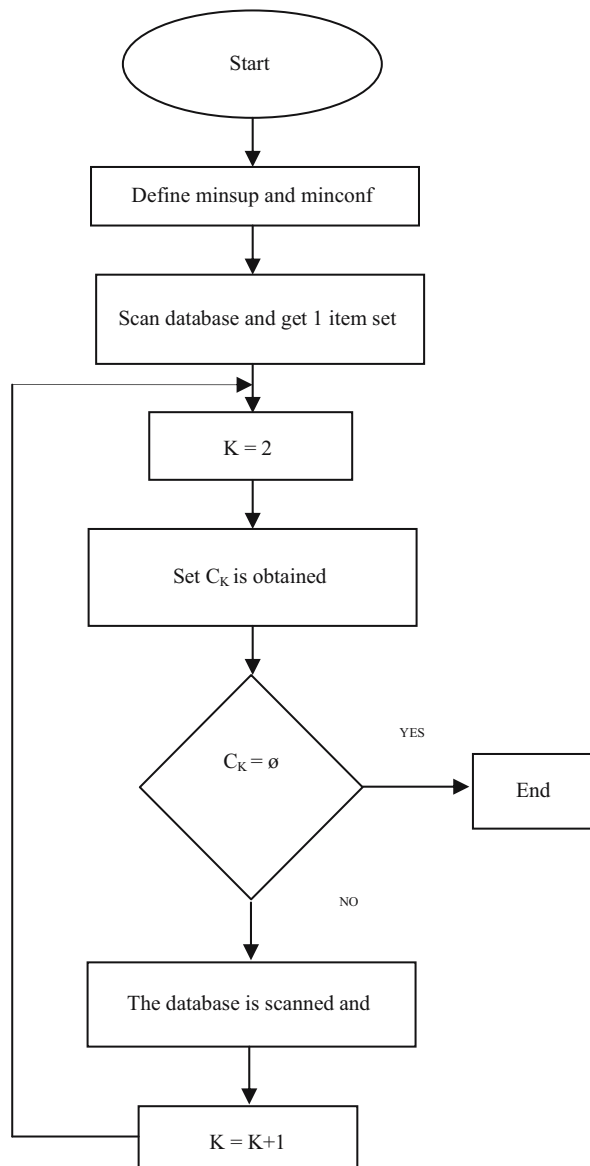 Start
Define minsup and minconf
Scan database and get 1 item set
K = 2
Set C_K is obtained
C_K = ø
YES
End
NO
The database is scanned and
K = K+1